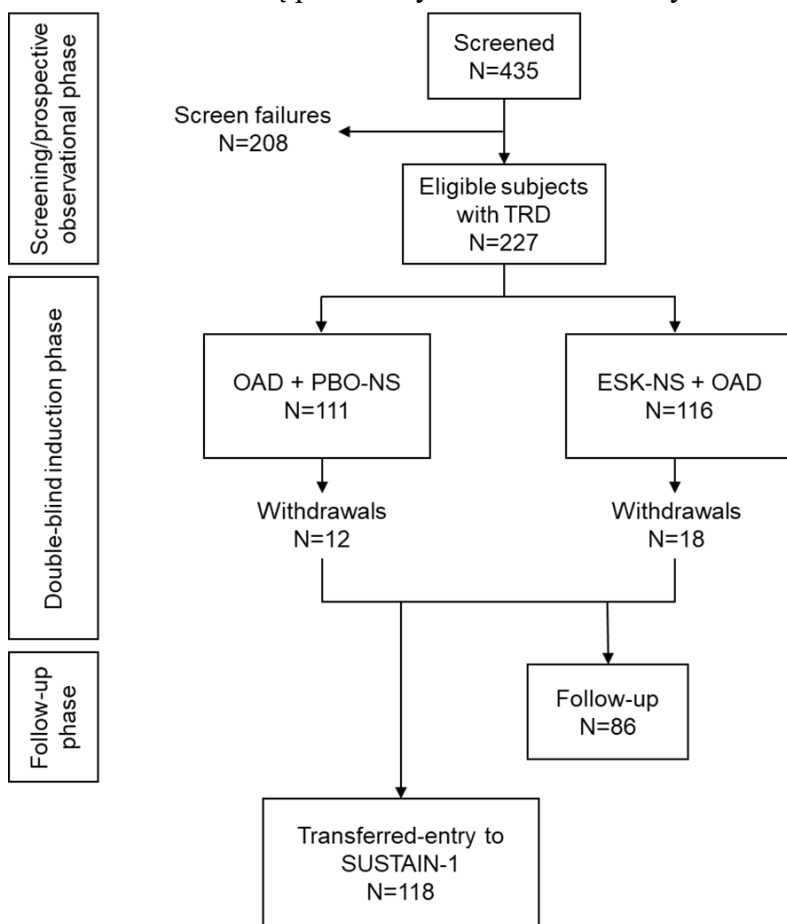 Screened
N=435
Screening/prospective
observational phase
Screen failures
N=208
Eligible subjects
with TRD
N=227
Double-blind induction phase
OAD + PBO-NS
N=111
ESK-NS + OAD
N=116
Withdrawals
N=12
Withdrawals
N=18
Follow-up
phase
Follow-up
N=86
Transferred-entry to
SUSTAIN-1
N=118